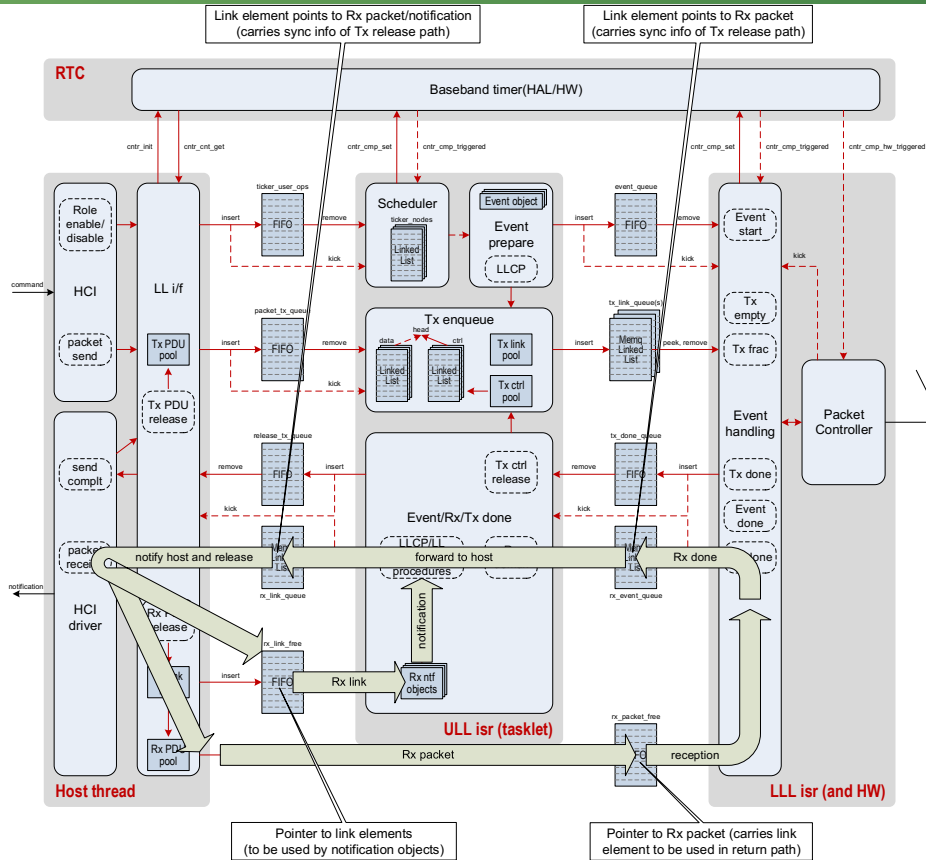 Link element points to Rx packet/notification
(carries sync info of Tx release path)
Link element points to Rx packet
(carries sync info of Tx release path)
RTC
Baseband timer(HAL/HW)
cntr_init
cntr_cnt_get
cntr_cmp_set
cntr_cmp_triggered
cntr_cmp_set
cntr_cmp_triggered
cntr_cmp_hw_triggered
Role
enable/
disable
HCI
packet
send
command
LL i/f
Tx PDU
pool
Tx PDU
release
insert
ticker_user_ops
FIFO
remove
kick
Scheduler
ticker_nodes
Linked
List
Event object
Event
prepare
LLCP
insert
event_queue
FIFO
remove
kick
Event
start
kick
packet_tx_queue
insert
FIFO
remove
kick
Tx enqueue
head
data
ctrl
Linked
List
Linked
List
Tx link
pool
Tx ctrl
pool
insert
tx_link_queue(s)
Memq
Linked
List
peek, remove
Tx
empty
Tx frac
Event
handling
Packet
Controller
send
complt
remove
release_tx_queue
FIFO
insert
kick
Tx ctrl
release
Event/Rx/Tx done
remove
tx_done_queue
FIFO
insert
kick
Tx done
Event
done
packet
notify host and release
List
rx_link_queue
forward to host
LLCP/LL
procedures
List
rx_event_queue
Rx done
notification
HCI
driver
release
notification
rx_link_free
insert
FIFO
Rx link
Rx ntf
objects
Rx PDU
pool
Rx packet
rx_packet_free
reception
ULL isr (tasklet)
Host thread
LLL isr (and HW)
Pointer to link elements
(to be used by notification objects)
Pointer to Rx packet (carries link
element to be used in return path)